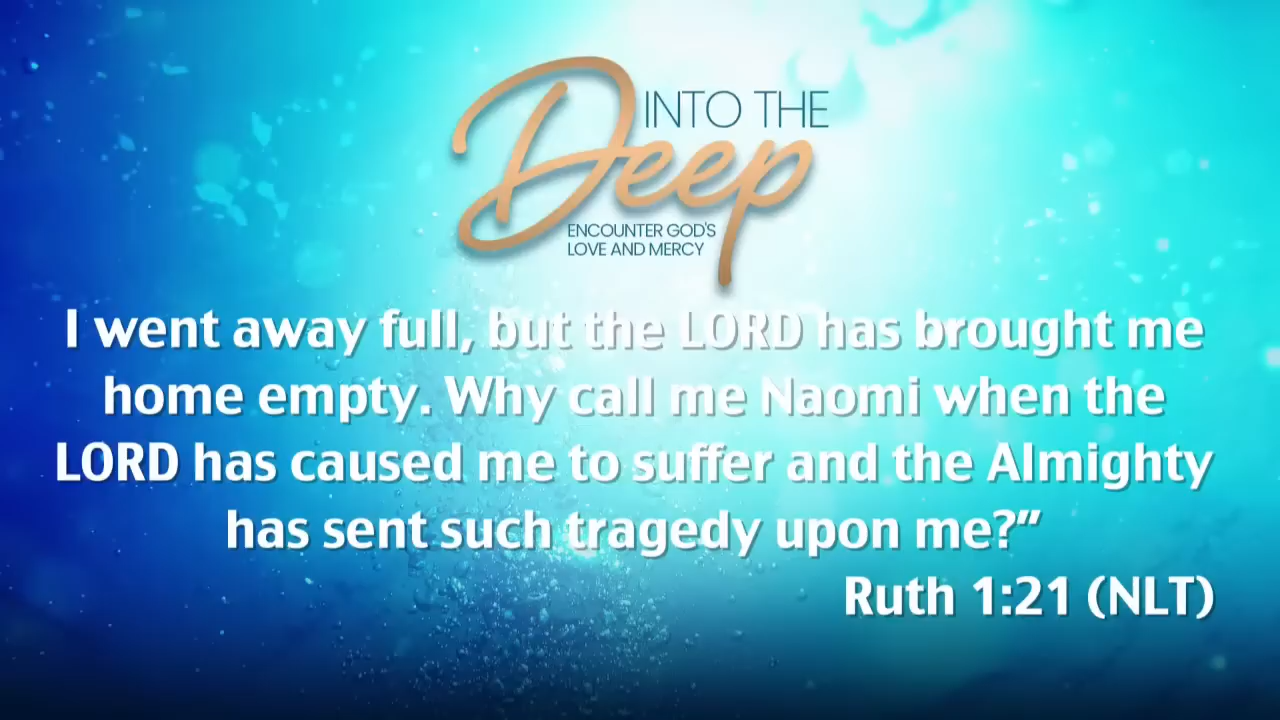 INTO THE
Deep
ENCOUNTER GOD'S
LOVE AND MERCY
I went away full, but the LORD has brought me
home empty. Why call me Naomi when the
LORD has caused me to suffer and the Almighty
has sent such tragedy upon me?”
Ruth 1:21 (NLT)